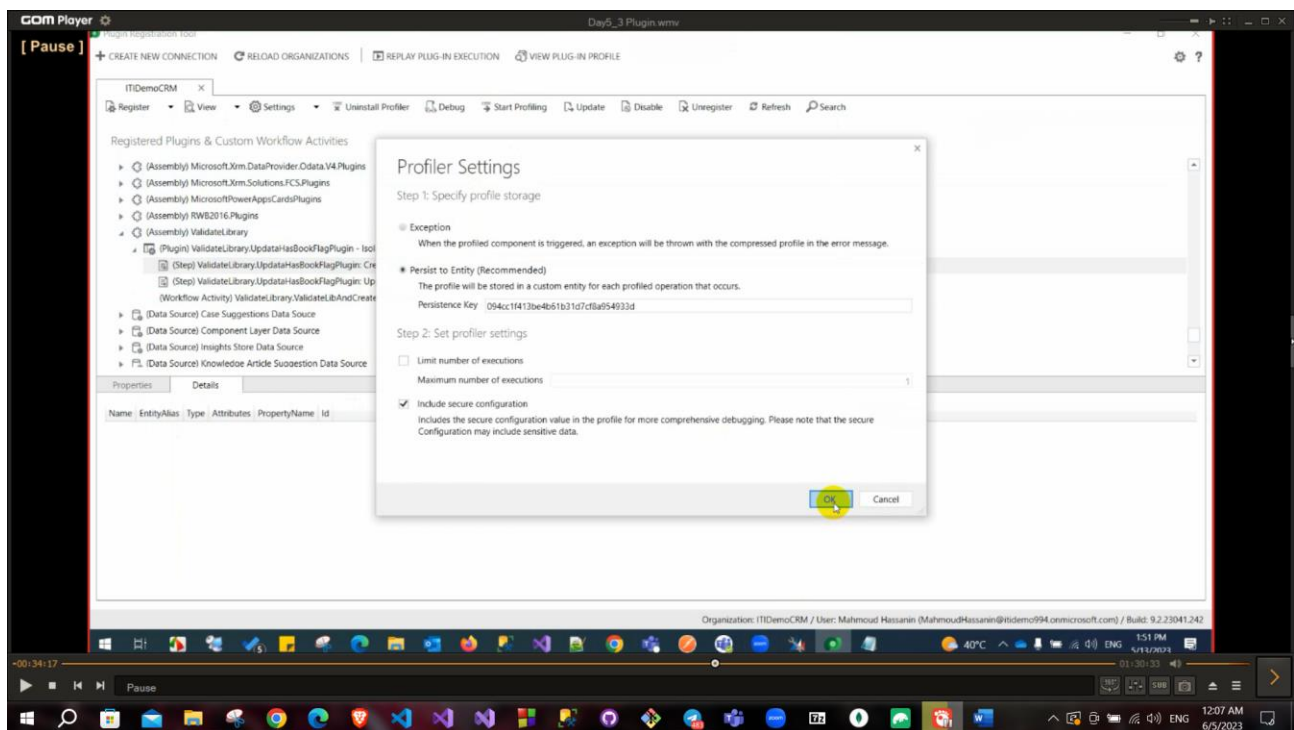 GOM Player
Day5_3 Plugin.wmv
[ Pause ]
Plugin Registration Tool
CREATE NEW CONNECTION RELOAD ORGANIZATIONS REPLAY PLUG-IN EXECUTION VIEW PLUG-IN PROFILE
ITIDemoCRM
Register View Settings Uninstall Profiler Debug Start Profiling Update Disable Unregister Refresh Search
Registered Plugins & Custom Workflow Activities
(Assembly) Microsoft.Xrm.DataProvider.Odata.V4.Plugins
(Assembly) Microsoft.Xrm.Solutions.FCS.Plugins
(Assembly) MicrosoftPowerAppsCardsPlugins
(Assembly) RWB2016.Plugins
(Assembly) ValidateLibrary
(Plugin) ValidateLibrary.UpdataHasBookFlagPlugin - Isol
(Step) ValidateLibrary.UpdataHasBookFlagPlugin: Cre
(Step) ValidateLibrary.UpdataHasBookFlagPlugin: Up
(Workflow Activity) ValidateLibrary.ValidateLibAndCreate
(Data Source) Case Suggestions Data Souce
(Data Source) Component Layer Data Source
(Data Source) Insights Store Data Source
(Data Source) Knowledge Article Suggestion Data Source
Properties Details
Name EntityAlias Type Attributes PropertyName Id
Profiler Settings
Step 1: Specify profile storage
Exception
When the profiled component is triggered, an exception will be thrown with the compressed profile in the error message.
Persist to Entity (Recommended)
The profile will be stored in a custom entity for each profiled operation that occurs.
Persistence Key 094cc1f413be4b61b31d7cf8a954933d
Step 2: Set profiler settings
Limit number of executions
Maximum number of executions 1
Include secure configuration
Includes the secure configuration value in the profile for more comprehensive debugging. Please note that the secure
Configuration may include sensitive data.
OK Cancel
Organization: ITIDemoCRM / User: Mahmoud Hassanin (MahmoudHassanin@itidemo994.onmicrosoft.com) / Build: 9.2.23041.242
40°C ENG 1:51 PM
5/13/2023
-00:34:17 01:30:33
Pause SUB
ENG 12:07 AM
6/5/2023